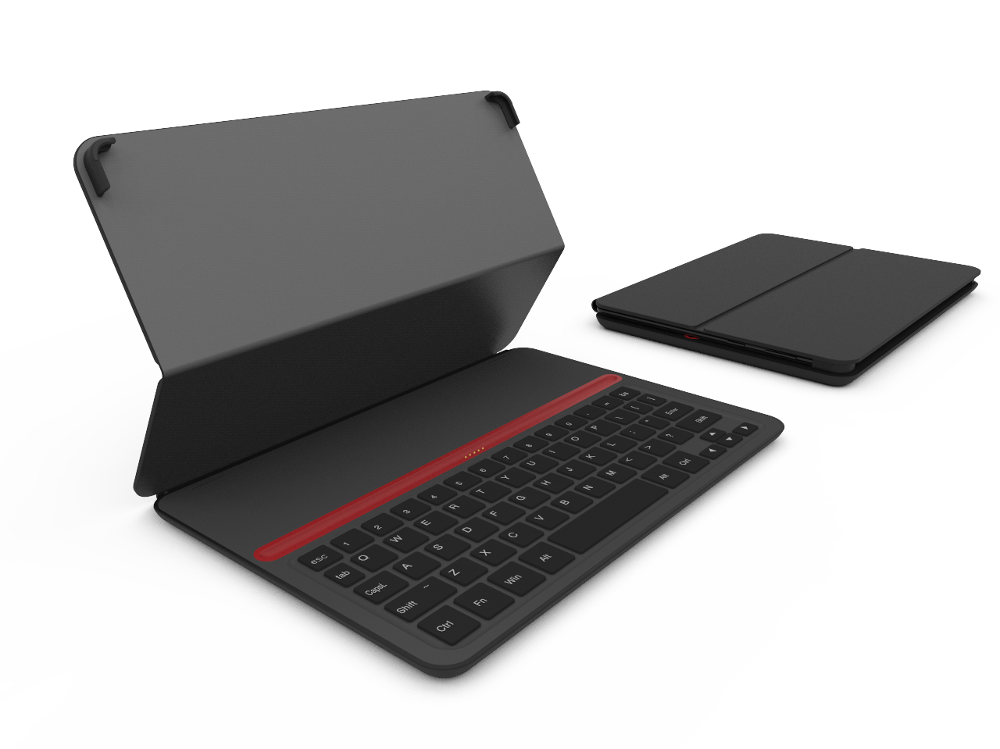 esc 1 2 3 4 5 6 7 8 9 0 - = bs
tab Q W E R T Y U I O P \ [ ]
CapsL A S D F G H J K L ; " Enter
Shift ~ Z X C V B N M < > ? Shift
Ctrl Fn Win Alt Alt Ctrl